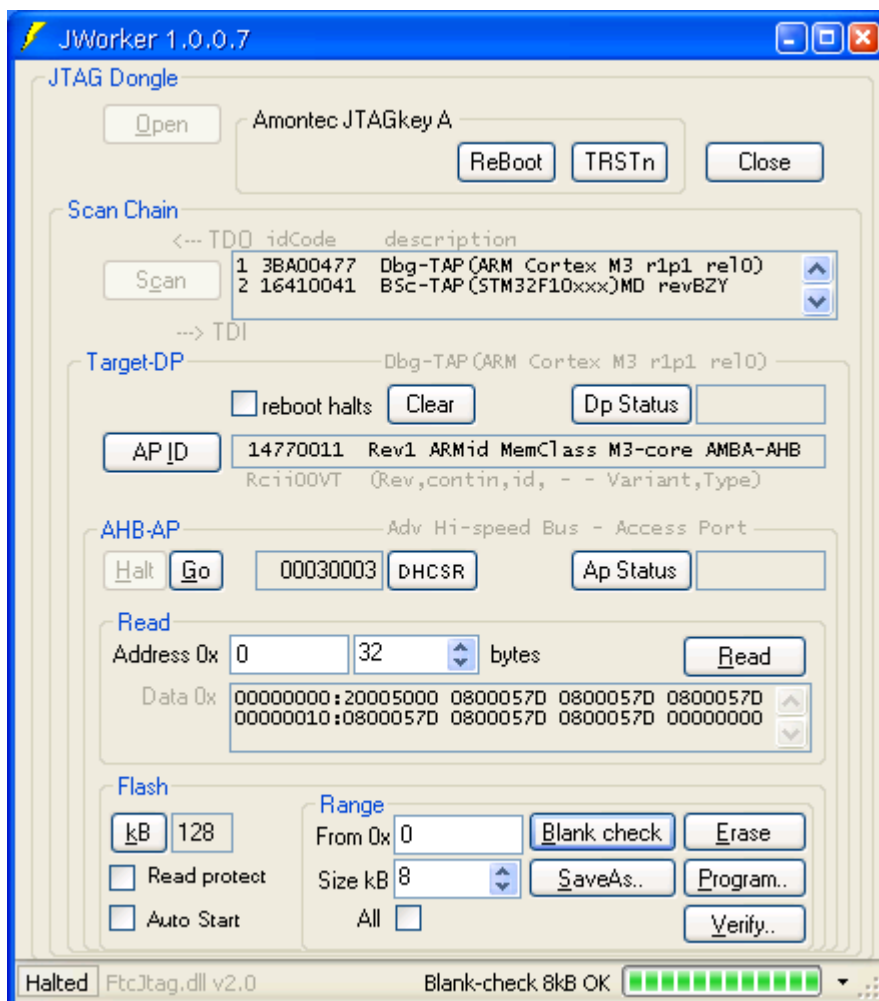 JWorker 1.0.0.7
JTAG Dongle
Open
Amontec JTAGkey A
ReBoot TRSTn Close
Scan Chain
<--- TDO idCode description
Scan
1 3BA00477 Dbg-TAP(ARM Cortex M3 r1p1 rel0)
2 16410041 BSc-TAP(STM32F10xxx)MD revBZY
---> TDI
Target-DP Dbg-TAP(ARM Cortex M3 r1p1 rel0)
reboot halts Clear Dp Status
AP ID 14770011 Rev1 ARMid MemClass M3-core AMBA-AHB
Rcii00VT (Rev,contin,id, - - Variant,Type)
AHB-AP Adv Hi-speed Bus - Access Port
Halt Go 00030003 DHCSR Ap Status
Read
Address 0x 0 32 bytes Read
Data 0x
00000000:20005000 0800057D 0800057D 0800057D
00000010:0800057D 0800057D 0800057D 00000000
Flash
Range
kB 128 From 0x 0 Blank check Erase
Read protect Size kB 8 SaveAs.. Program..
Auto Start All Verify..
Halted FtcJtag.dll v2.0 Blank-check 8kB OK